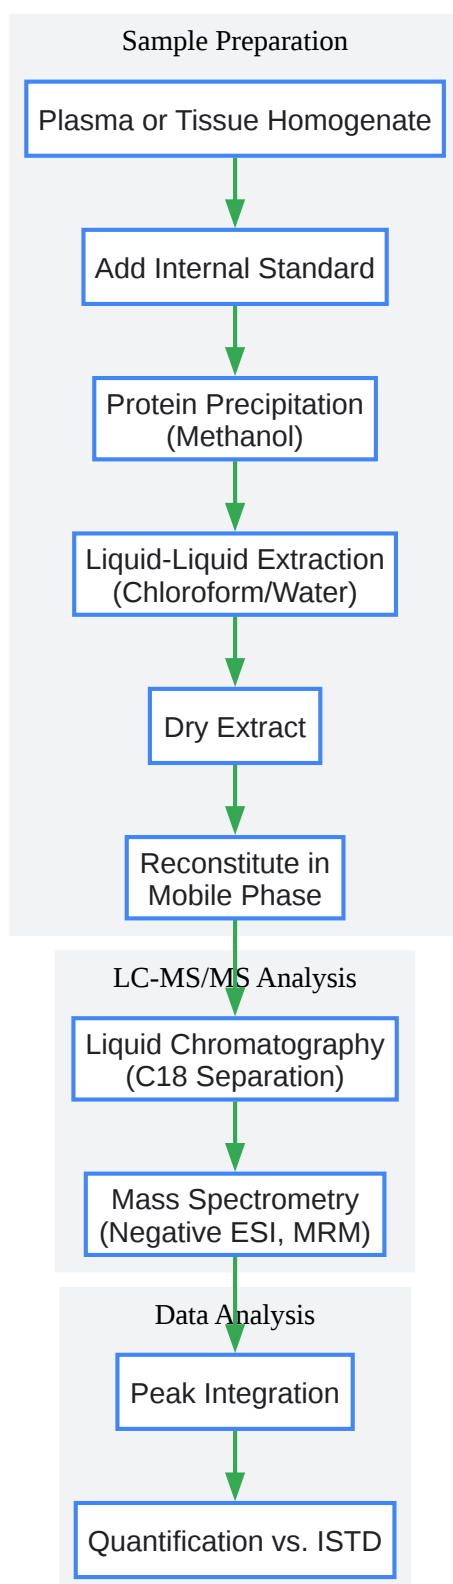 Sample Preparation
Plasma or Tissue Homogenate
Add Internal Standard
Protein Precipitation
(Methanol)
Liquid-Liquid Extraction
(Chloroform/Water)
Dry Extract
Reconstitute in
Mobile Phase
LC-MS/MS Analysis
Liquid Chromatography
(C18 Separation)
Mass Spectrometry
(Negative ESI, MRM)
Data Analysis
Peak Integration
Quantification vs. ISTD